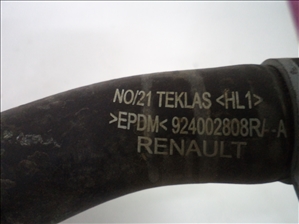 NO/21 TEKLAS <HL1>
>EPDM< 924002808R/-A
RENAULT